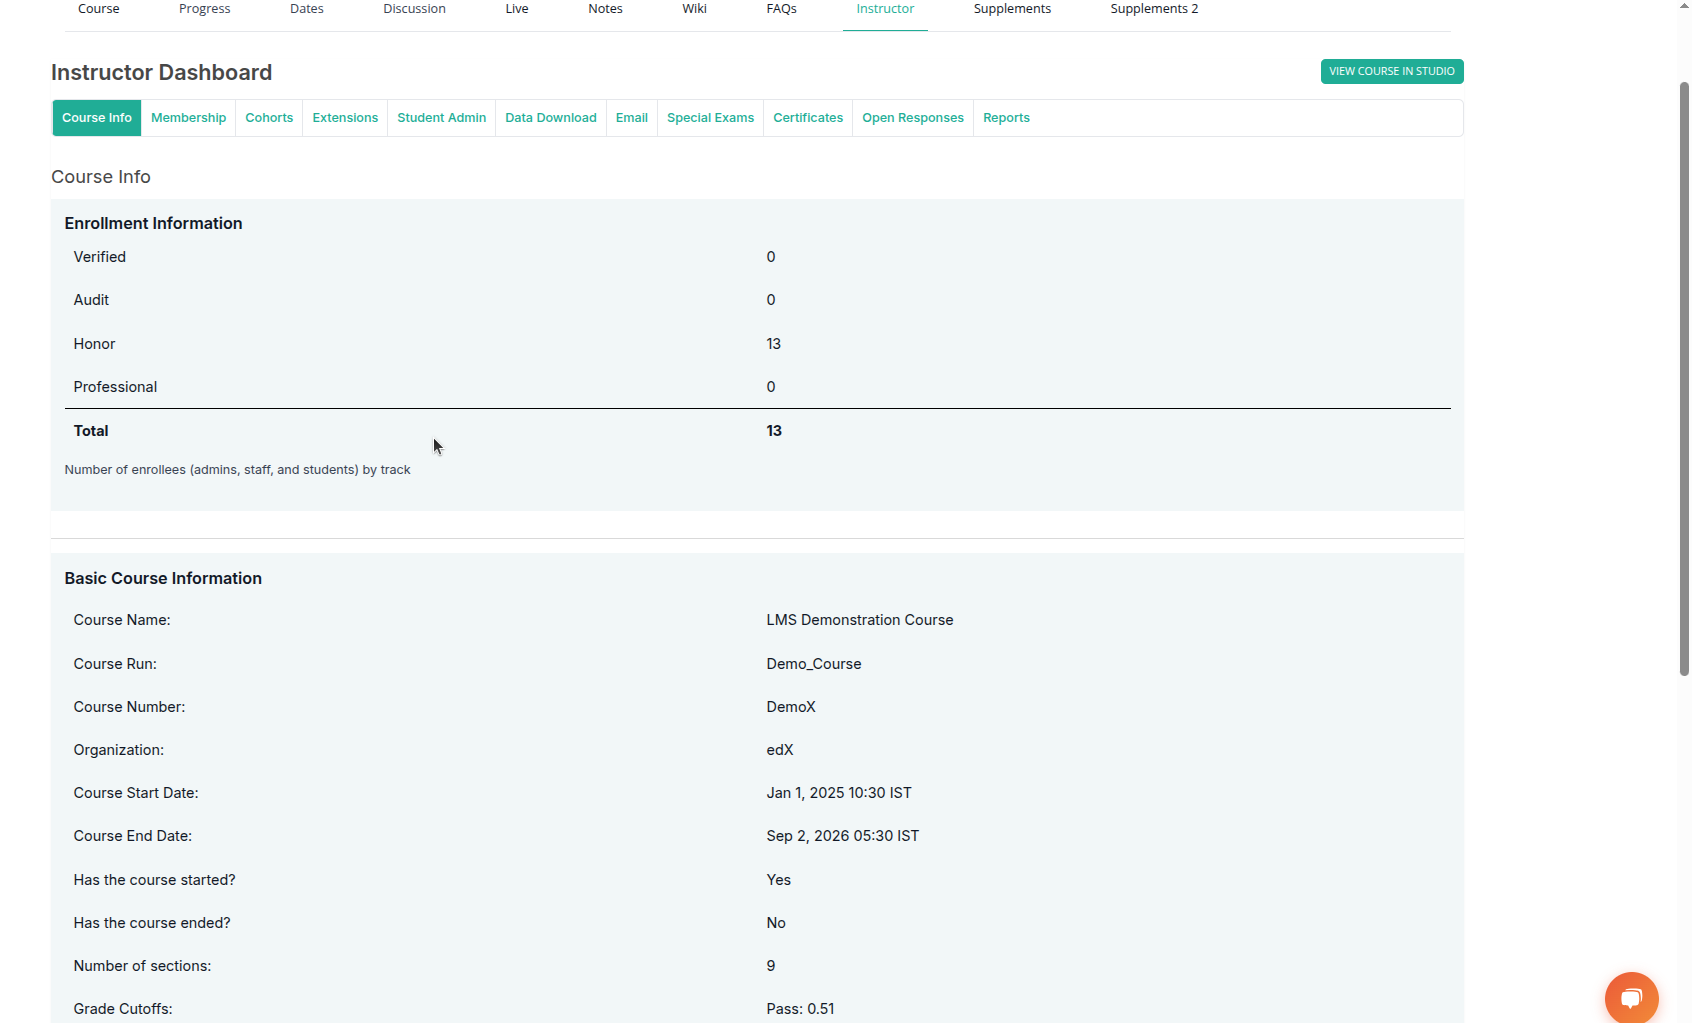 Course Progress Dates Discussion Live Notes Wiki FAQs Instructor Supplements Supplements 2
Instructor Dashboard
VIEW COURSE IN STUDIO
Course Info Membership Cohorts Extensions Student Admin Data Download Email Special Exams Certificates Open Responses Reports
Course Info
Enrollment Information
Verified 0
Audit 0
Honor 13
Professional 0
Total 13
Number of enrollees (admins, staff, and students) by track
Basic Course Information
Course Name: LMS Demonstration Course
Course Run: Demo_Course
Course Number: DemoX
Organization: edX
Course Start Date: Jan 1, 2025 10:30 IST
Course End Date: Sep 2, 2026 05:30 IST
Has the course started? Yes
Has the course ended? No
Number of sections: 9
Grade Cutoffs: Pass: 0.51